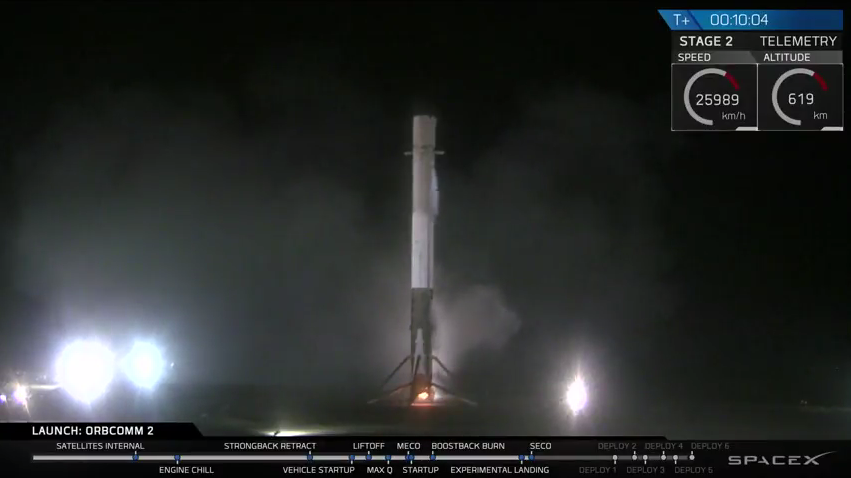 T+ 00:10:04
STAGE 2 TELEMETRY
SPEED ALTITUDE
25989 619
km/h km
LAUNCH: ORBCOMM 2
SATELLITES INTERNAL STRONGBACK RETRACT LIFTOFF MECO BOOSTBACK BURN SECO DEPLOY 2 DEPLOY 4 DEPLOY 6
ENGINE CHILL VEHICLE STARTUP MAX Q STARTUP EXPERIMENTAL LANDING DEPLOY 1 DEPLOY 3 DEPLOY 5
SPACEX